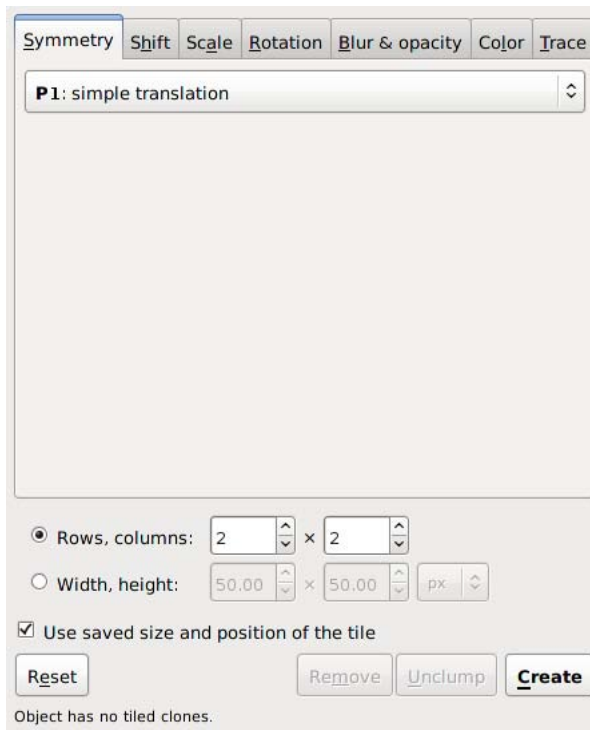 Symmetry Shift Scale Rotation Blur & opacity Color Trace
P1: simple translation
Rows, columns: 2 × 2
Width, height: 50.00 × 50.00 px
Use saved size and position of the tile
Reset Remove Unclump Create
Object has no tiled clones.